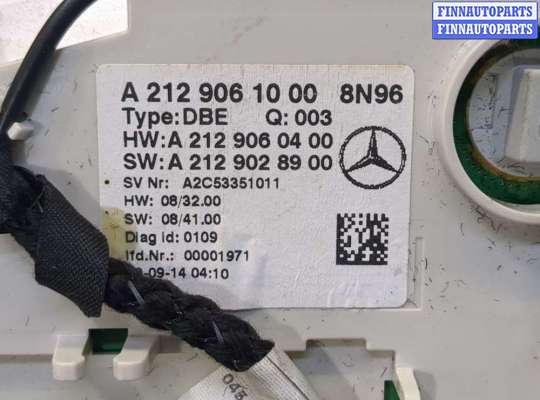 FINNAUTOPARTS
FINNAUTOPARTS
A 212 906 10 00 8N96
Type: DBE Q: 003
HW: A 212 906 04 00
SW: A 212 902 89 00
SV Nr: A2C53351011
HW: 08/32.00
SW: 08/41.00
Diag id: 0109
lfd.Nr.: 00001971
-09-14 04:10
FINNAUTOPARTS
FINNAUTOPARTS